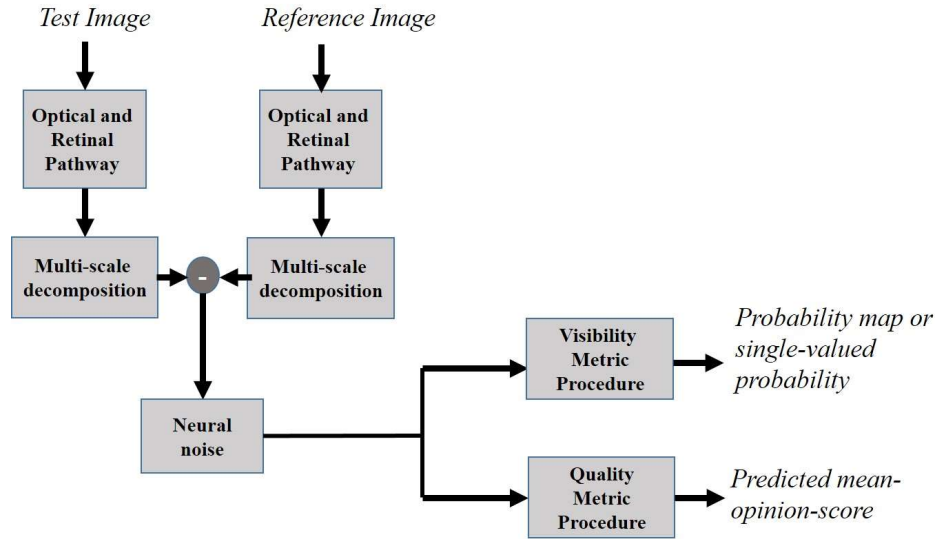 Test Image
Reference Image
Optical and
Retinal
Pathway
Optical and
Retinal
Pathway
Multi-scale
decomposition
-
Multi-scale
decomposition
Neural
noise
Visibility
Metric
Procedure
Probability map or
single-valued
probability
Quality
Metric
Procedure
Predicted mean-
opinion-score